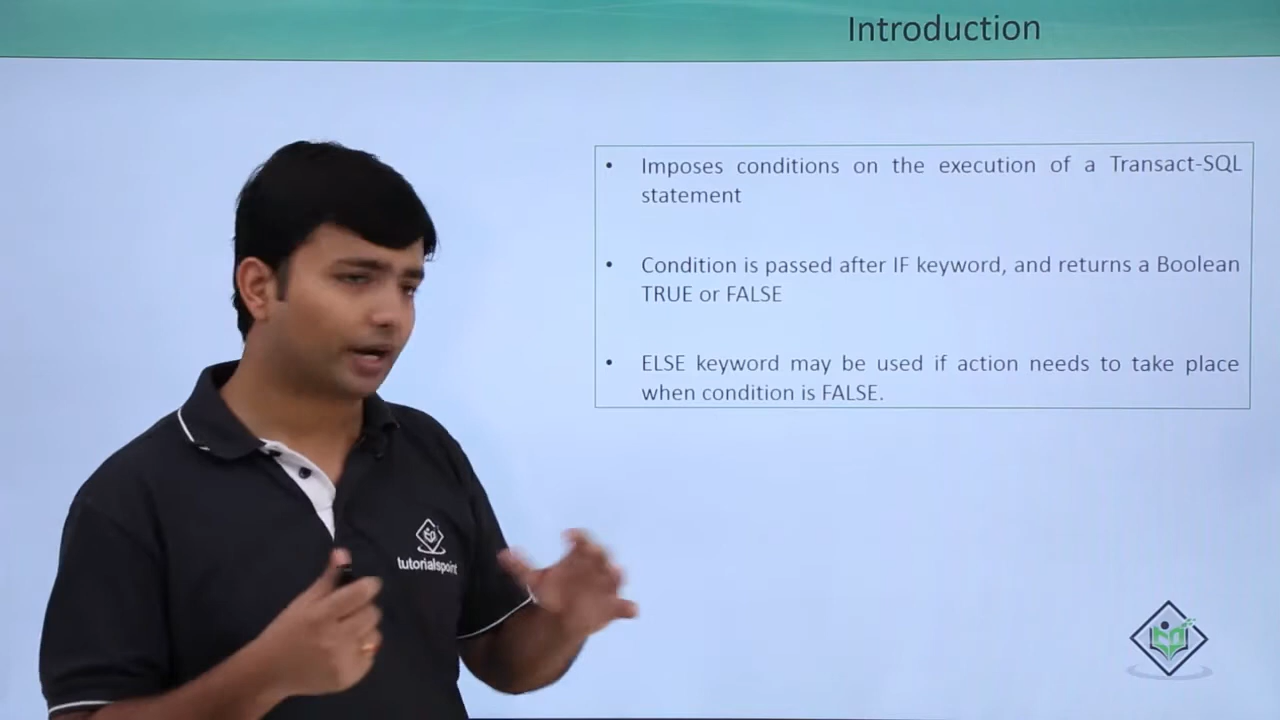 Introduction
• Imposes conditions on the execution of a Transact-SQL
statement
• Condition is passed after IF keyword, and returns a Boolean
TRUE or FALSE
• ELSE keyword may be used if action needs to take place
when condition is FALSE.
tutorialspoint